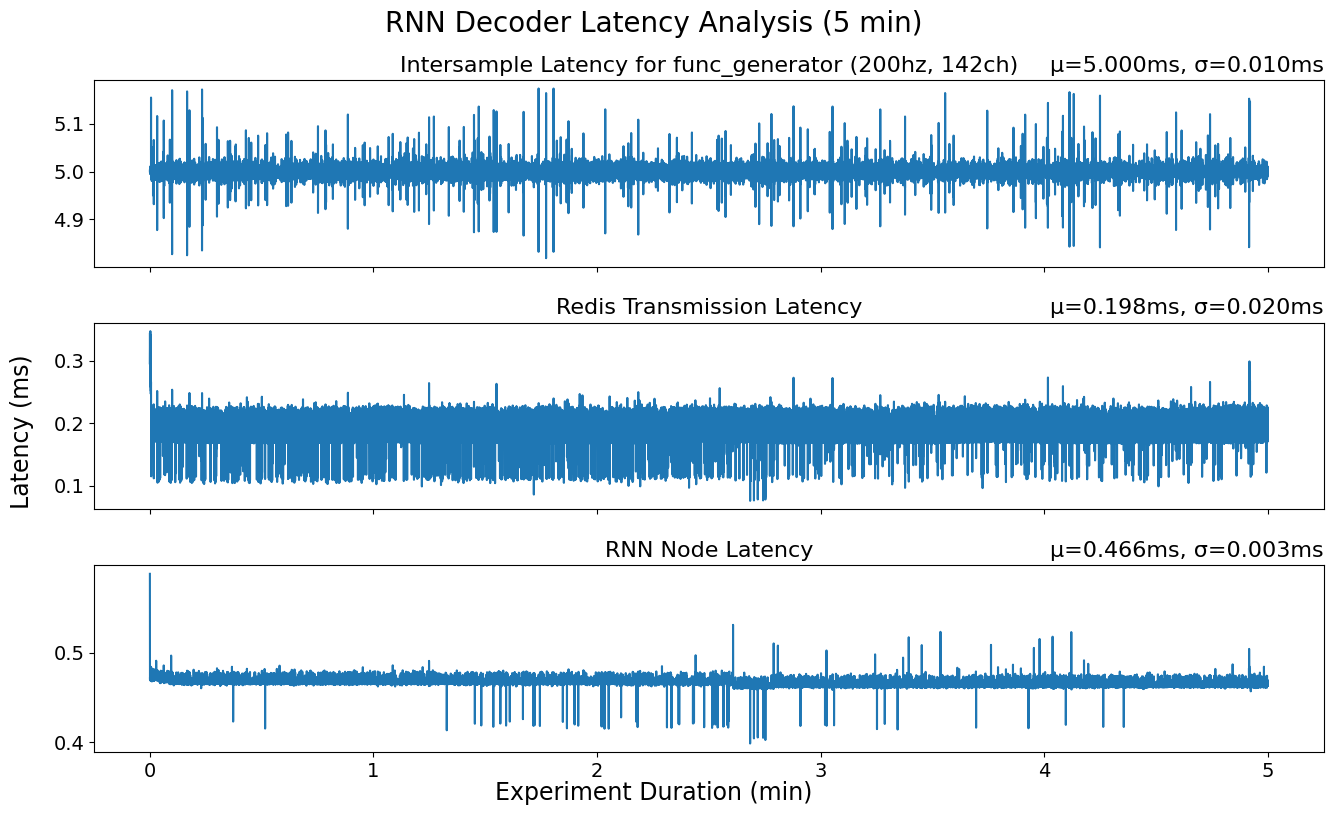 RNN Decoder Latency Analysis (5 min)
Intersample Latency for func_generator (200hz, 142ch) μ=5.000ms, σ=0.010ms
5.1
5.0
4.9
Redis Transmission Latency μ=0.198ms, σ=0.020ms
0.3
0.2
0.1
Latency (ms)
RNN Node Latency μ=0.466ms, σ=0.003ms
0.5
0.4
0 1 2 3 4 5
Experiment Duration (min)